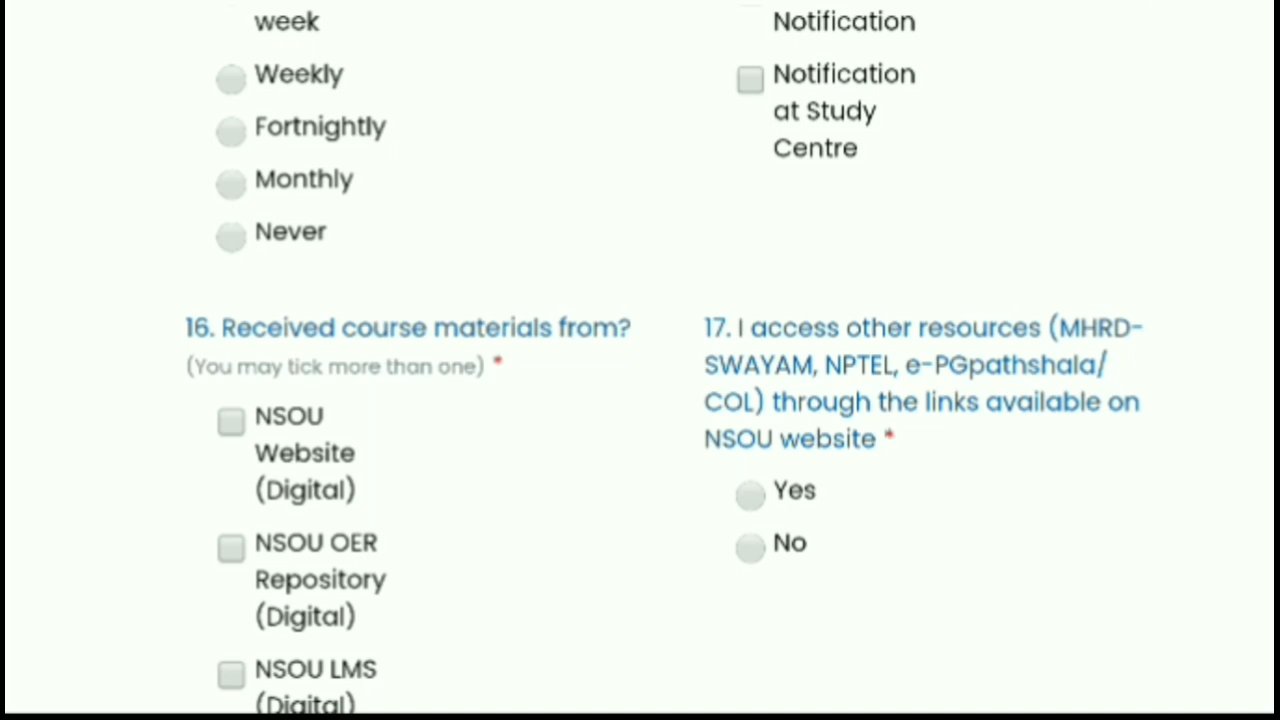 week
Weekly
Fortnightly
Monthly
Never
Notification
Notification
at Study
Centre
16. Received course materials from?
(You may tick more than one) *
NSOU
Website
(Digital)
NSOU OER
Repository
(Digital)
NSOU LMS
(Digital)
17. I access other resources (MHRD-
SWAYAM, NPTEL, e-PGpathshala/
COL) through the links available on
NSOU website *
Yes
No